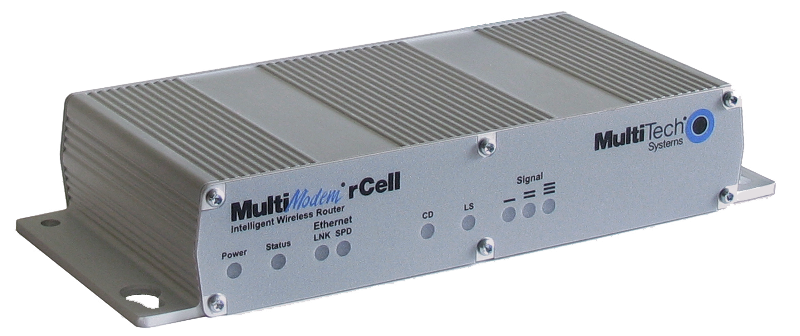 MultiModem rCell
Intelligent Wireless Router
MultiTech
Systems
Power
Status
Ethernet
LNK SPD
CD
LS
Signal